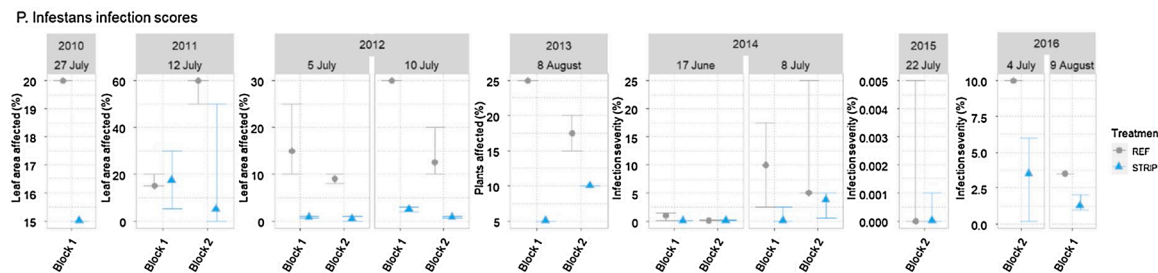 P. Infestans infection scores
2010
27 July
Leaf area affected (%)
20
19
18
17
16
15
Block 1
2011
12 July
Leaf area affected (%)
60
40
20
0
Block 1
Block 2
2012
5 July
10 July
Leaf area affected (%)
30
20
10
0
Block 1
Block 2
Block 1
Block 2
2013
8 August
Plants affected (%)
25
20
15
10
5
Block 1
Block 2
2014
17 June
8 July
Infection severity (%)
25
20
15
10
5
0
Block 1
Block 2
Block 1
Block 2
2015
22 July
Infection severity (%)
0.005
0.004
0.003
0.002
0.001
0.000
Block 2
2016
4 July
9 August
Infection severity (%)
10.0
7.5
5.0
2.5
0.0
Block 2
Block 1
Treatmen
REF
STRIP